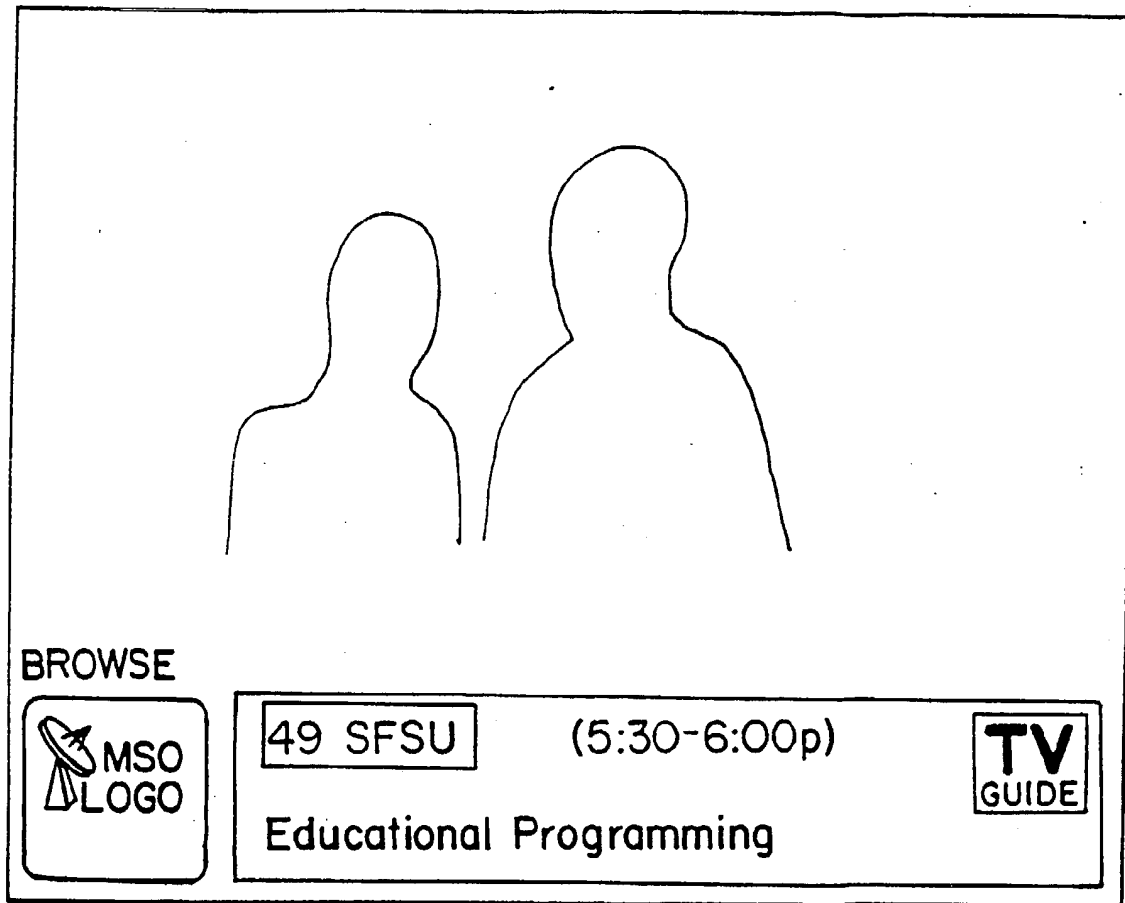 BROWSE
MSO
LOGO
49 SFSU (5:30-6:00p)
TV
GUIDE
Educational Programming